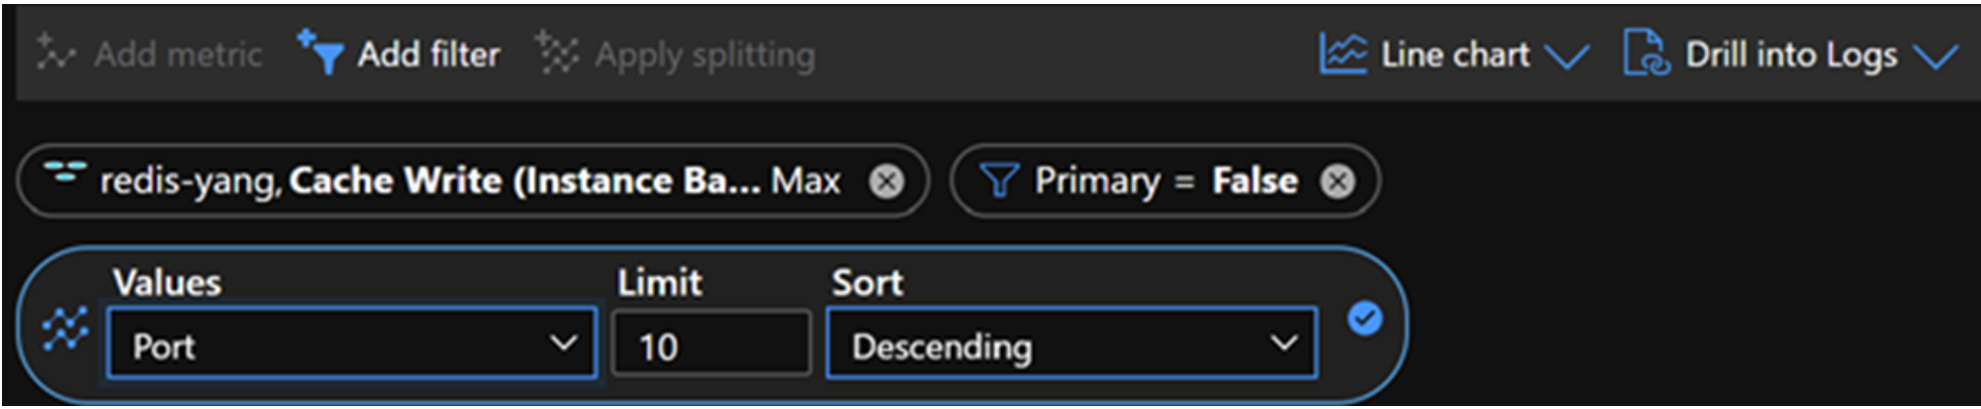 Add metric Add filter Apply splitting Line chart Drill into Logs
redis-yang, Cache Write (Instance Ba... Max Primary = False
Values Limit Sort
Port 10 Descending